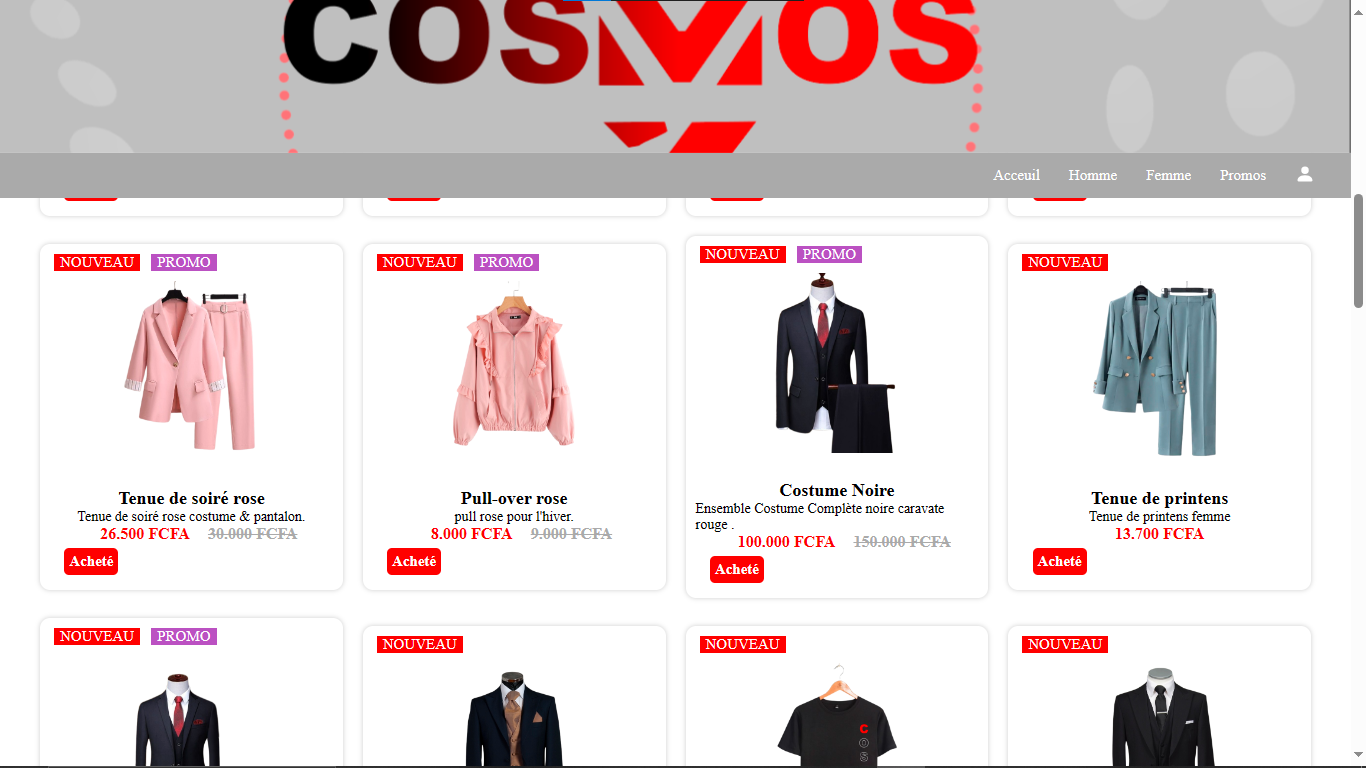 COSMOS
Acceuil Homme Femme Promos
NOUVEAU PROMO
NOUVEAU PROMO
NOUVEAU PROMO
NOUVEAU
Tenue de soiré rose
Tenue de soiré rose costume & pantalon.
26.500 FCFA 30.000 FCFA
Acheté
Pull-over rose
pull rose pour l'hiver.
8.000 FCFA 9.000 FCFA
Acheté
Costume Noire
Ensemble Costume Complète noire caravate
rouge .
100.000 FCFA 150.000 FCFA
Acheté
Tenue de printens
Tenue de printens femme
13.700 FCFA
Acheté
NOUVEAU PROMO
NOUVEAU
NOUVEAU
C
O
S
NOUVEAU